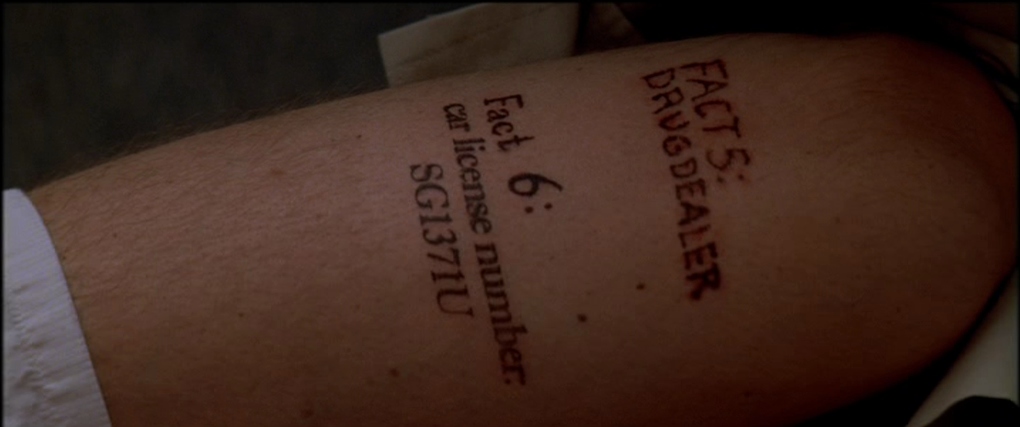 FACT 5:
DRUG DEALER
Fact 6:
car license number:
SG1371U